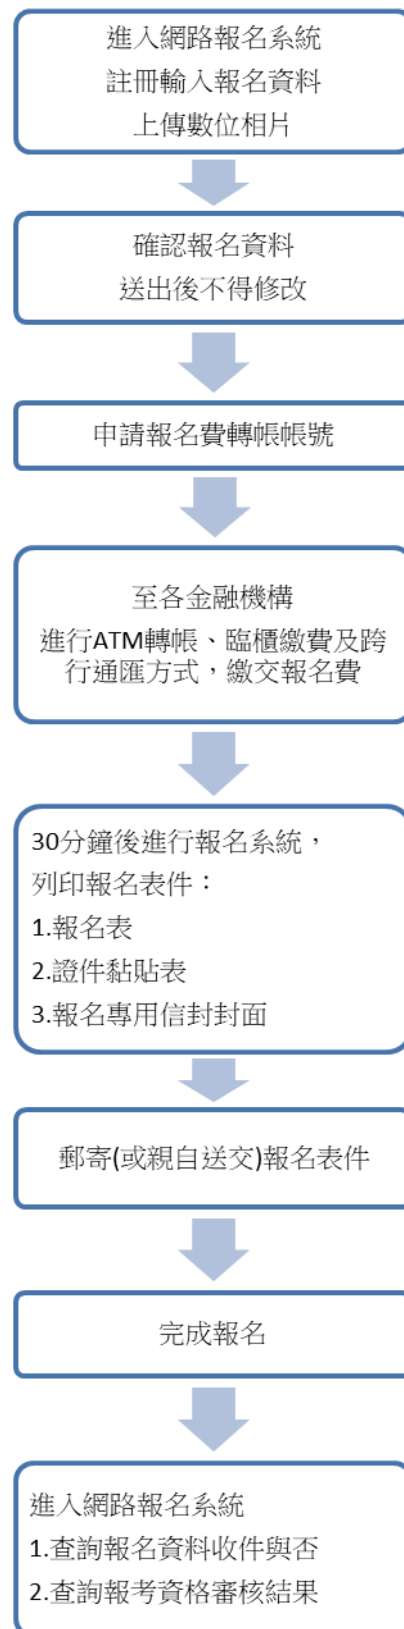 進入網路報名系統
註冊輸入報名資料
上傳數位相片
確認報名資料
送出後不得修改
申請報名費轉帳帳號
至各金融機構
進行ATM轉帳、臨櫃繳費及跨
行通匯方式，繳交報名費
30分鐘後進行報名系統，
列印報名表件：
1.報名表
2.證件黏貼表
3.報名專用信封封面
郵寄(或親自送交)報名表件
完成報名
進入網路報名系統
1.查詢報名資料收件與否
2.查詢報考資格審核結果